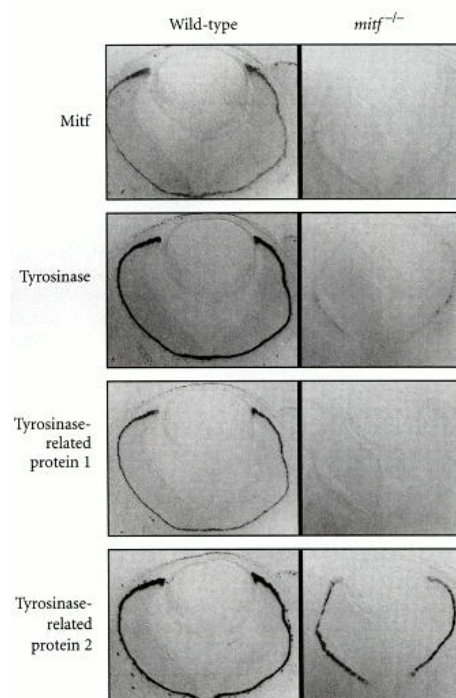 Wild-type
mitf⁻/⁻
Mitf
Tyrosinase
Tyrosinase-
related
protein 1
Tyrosinase-
related
protein 2